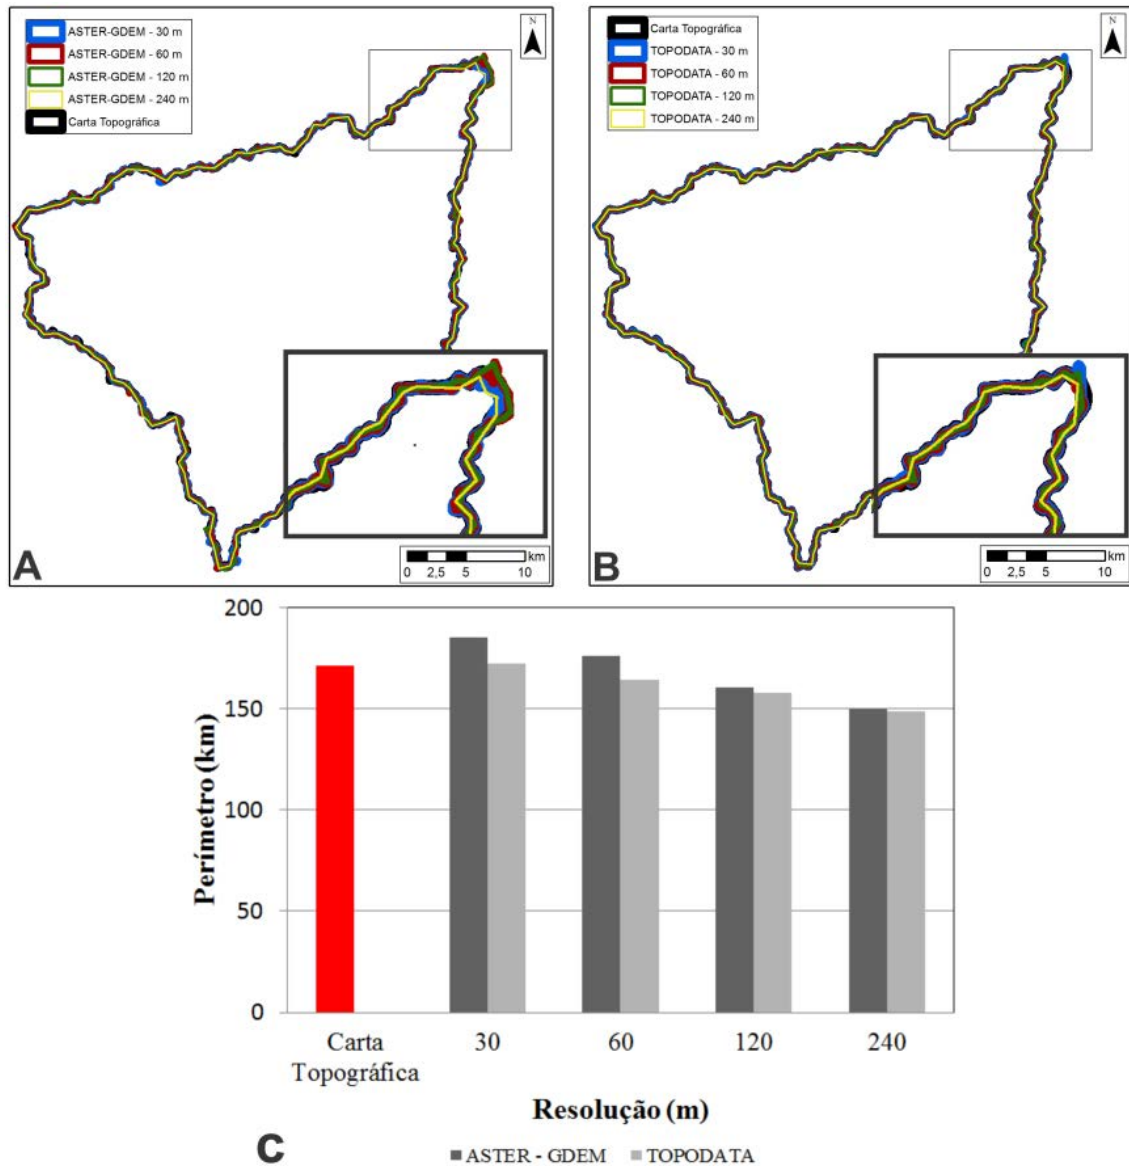 ASTER-GDEM - 30 m
ASTER-GDEM - 60 m
ASTER-GDEM - 120 m
ASTER-GDEM - 240 m
Carta Topográfica
N
km
0 2,5 5 10
A
Carta Topográfica
TOPODATA - 30 m
TOPODATA - 60 m
TOPODATA - 120 m
TOPODATA - 240 m
N
km
0 2,5 5 10
B
200
150
100
50
0
Perímetro (km)
Carta
Topográfica
30 60 120 240
Resolução (m)
C
ASTER - GDEM TOPODATA